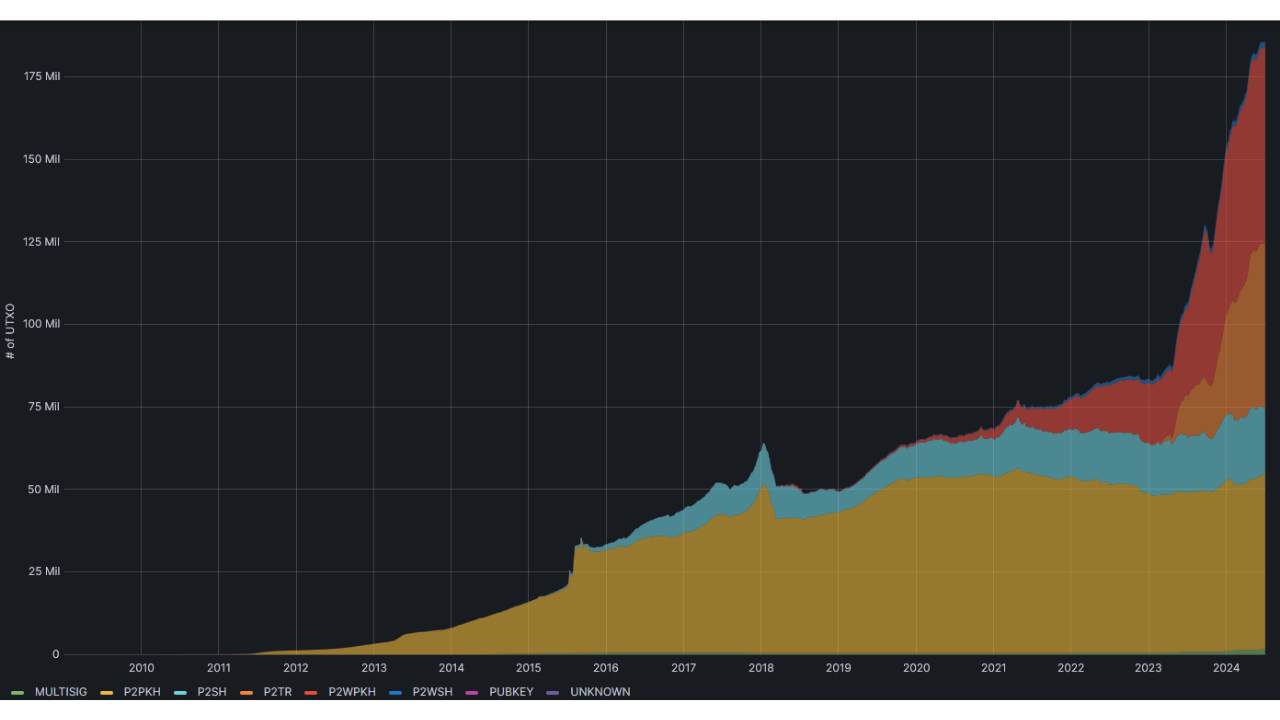 175 Mil
150 Mil
125 Mil
100 Mil
75 Mil
50 Mil
25 Mil
0
# of UTXO
2010 2011 2012 2013 2014 2015 2016 2017 2018 2019 2020 2021 2022 2023 2024
MULTISIG P2PKH P2SH P2TR P2WPKH P2WSH PUBKEY UNKNOWN